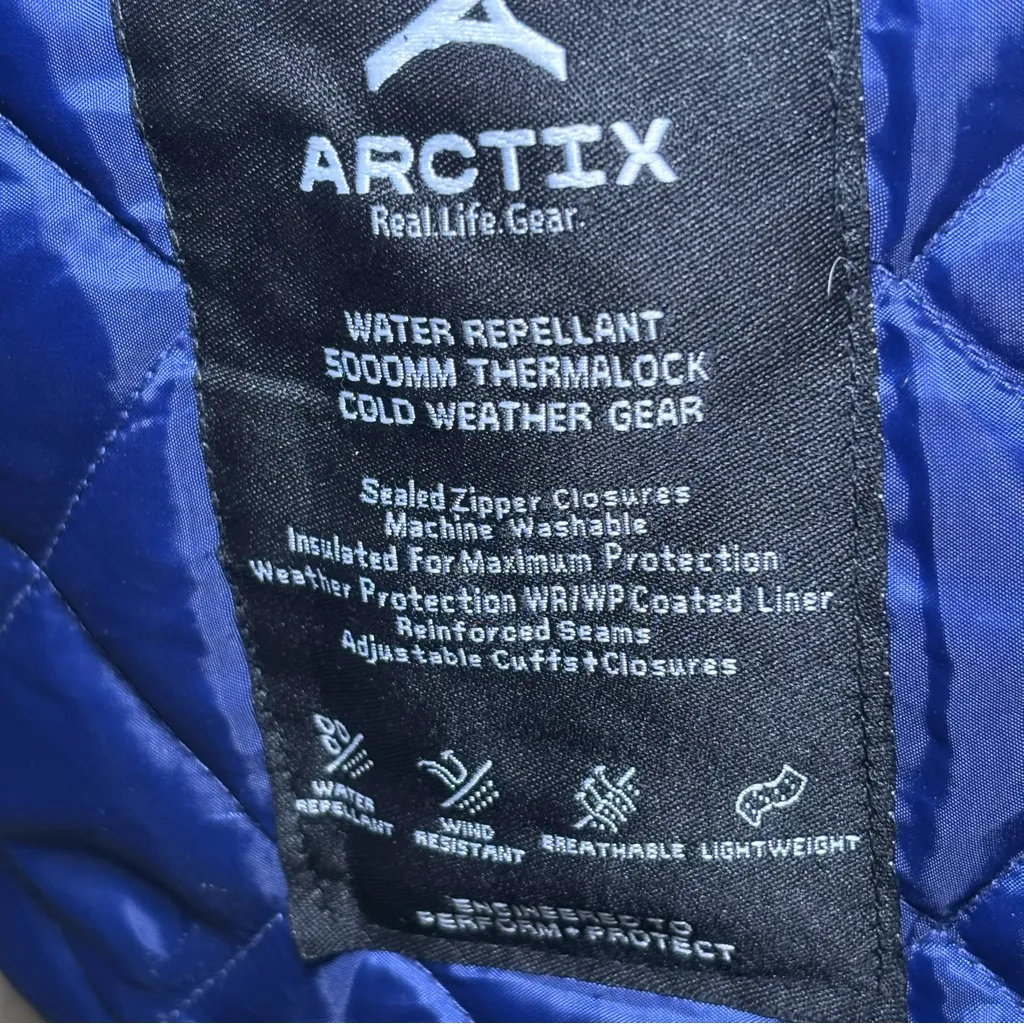 ARCTIX
Real.Life.Gear.
WATER REPELLANT
5000MM THERMALOCK
COLD WEATHER GEAR
Sealed Zipper Closures
Machine Washable
Insulated For Maximum Protection
Weather Protection WR/WP Coated Liner
Reinforced Seams
Adjustable Cuffs+Closures
WATER REPELLANT
WIND RESISTANT
BREATHABLE
LIGHTWEIGHT
ENGINEERED TO
PERFORM + PROTECT